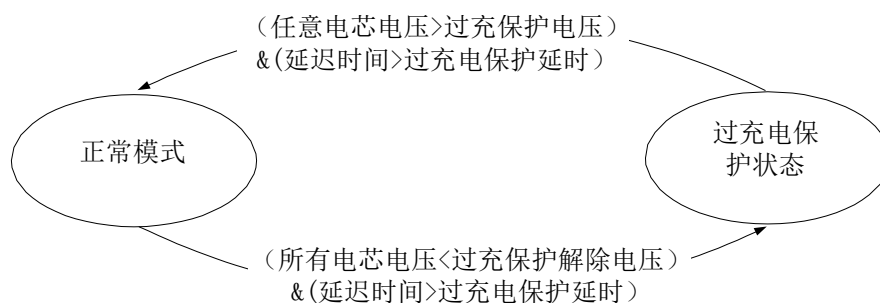 （任意电芯电压>过充保护电压）
&(延迟时间>过充电保护延时）
正常模式
过充电保
护状态
（所有电芯电压<过充保护解除电压）
&(延迟时间>过充电保护延时）